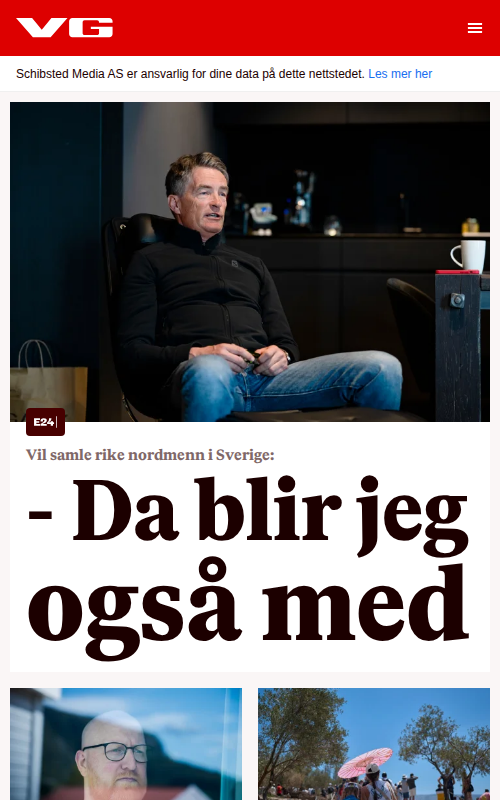 VG
Schibsted Media AS er ansvarlig for dine data på dette nettstedet. Les mer her
E24
Vil samle rike nordmenn i Sverige:
- Da blir jeg
også med